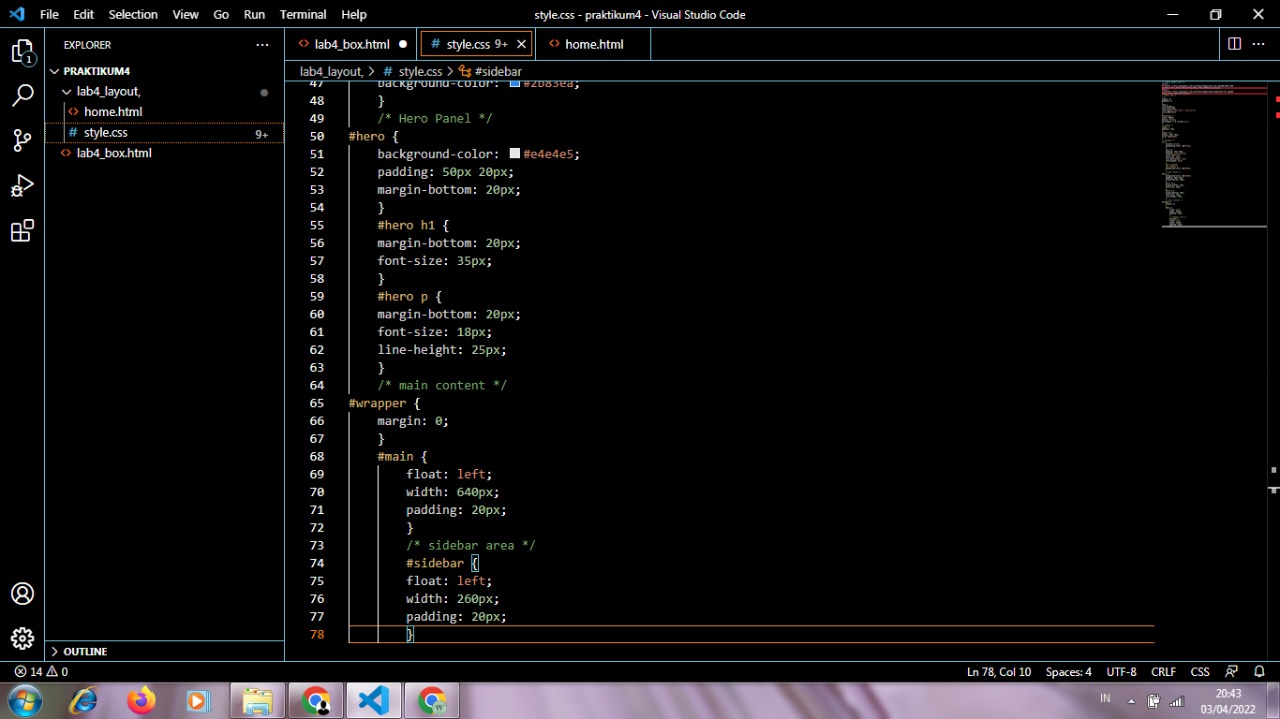 File Edit Selection View Go Run Terminal Help style.css - praktikum4 - Visual Studio Code
EXPLORER
lab4_box.html style.css 9+ home.html
PRAKTIKUM4
lab4_layout,
home.html
style.css 9+
lab4_box.html
lab4_layout, > style.css > #sidebar
47 background-color: #2b83ea;
48 }
49 /* Hero Panel */
50 #hero {
51 background-color: #e4e4e5;
52 padding: 50px 20px;
53 margin-bottom: 20px;
54 }
55 #hero h1 {
56 margin-bottom: 20px;
57 font-size: 35px;
58 }
59 #hero p {
60 margin-bottom: 20px;
61 font-size: 18px;
62 line-height: 25px;
63 }
64 /* main content */
65 #wrapper {
66 margin: 0;
67 }
68 #main {
69 float: left;
70 width: 640px;
71 padding: 20px;
72 }
73 /* sidebar area */
74 #sidebar {
75 float: left;
76 width: 260px;
77 padding: 20px;
78 }
1
OUTLINE
14 0 Ln 78, Col 10 Spaces: 4 UTF-8 CRLF CSS
IN 20:43
03/04/2022